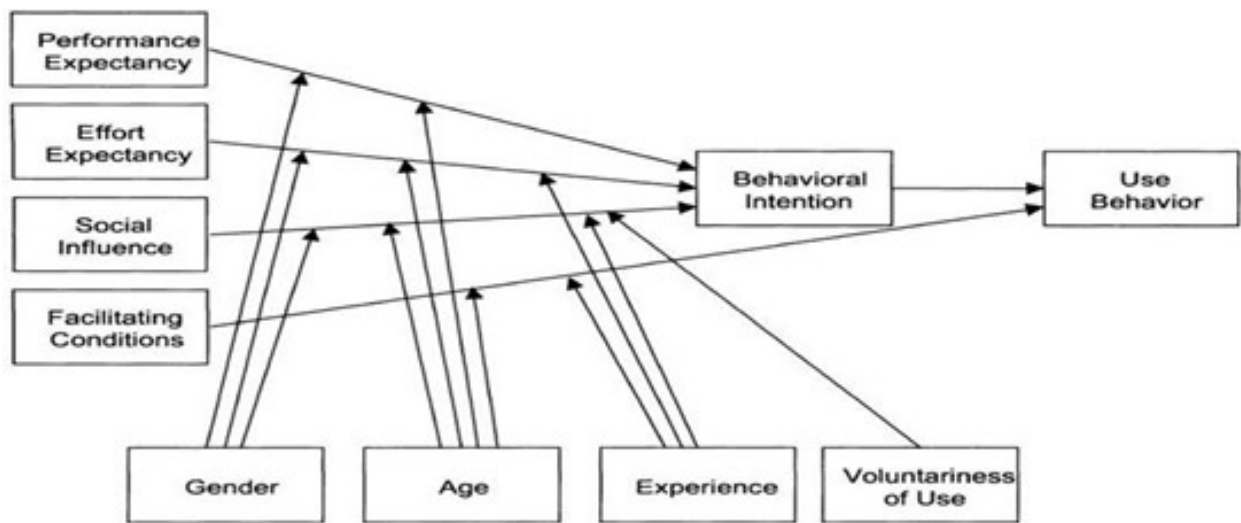 Performance
Expectancy
Effort
Expectancy
Social
Influence
Facilitating
Conditions
Behavioral
Intention
Use
Behavior
Gender
Age
Experience
Voluntariness
of Use